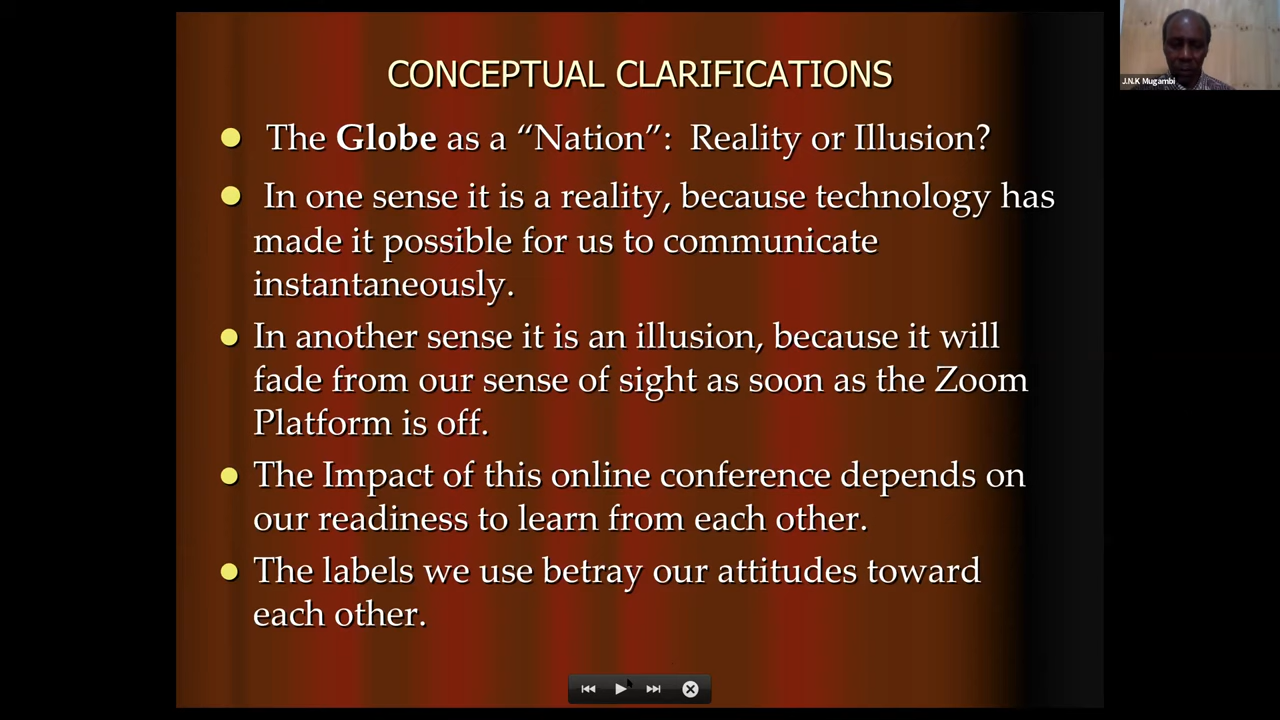 CONCEPTUAL CLARIFICATIONS
The Globe as a “Nation”: Reality or Illusion?
In one sense it is a reality, because technology has
made it possible for us to communicate
instantaneously.
In another sense it is an illusion, because it will
fade from our sense of sight as soon as the Zoom
Platform is off.
The Impact of this online conference depends on
our readiness to learn from each other.
The labels we use betray our attitudes toward
each other.
J.N.K Mugambi